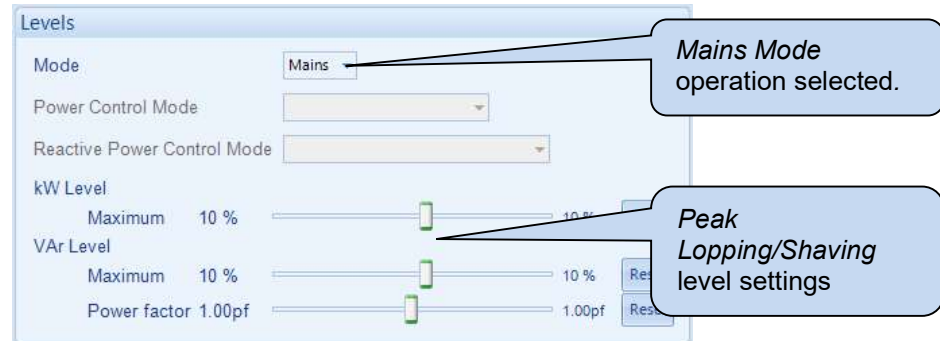 Levels
Mode Mains
Mains Mode
operation selected.
Power Control Mode
Reactive Power Control Mode
kW Level
Maximum 10 % 10 %
Peak
Lopping/Shaving
level settings
VAr Level
Maximum 10 % 10 %
Power factor 1.00pf 1.00pf